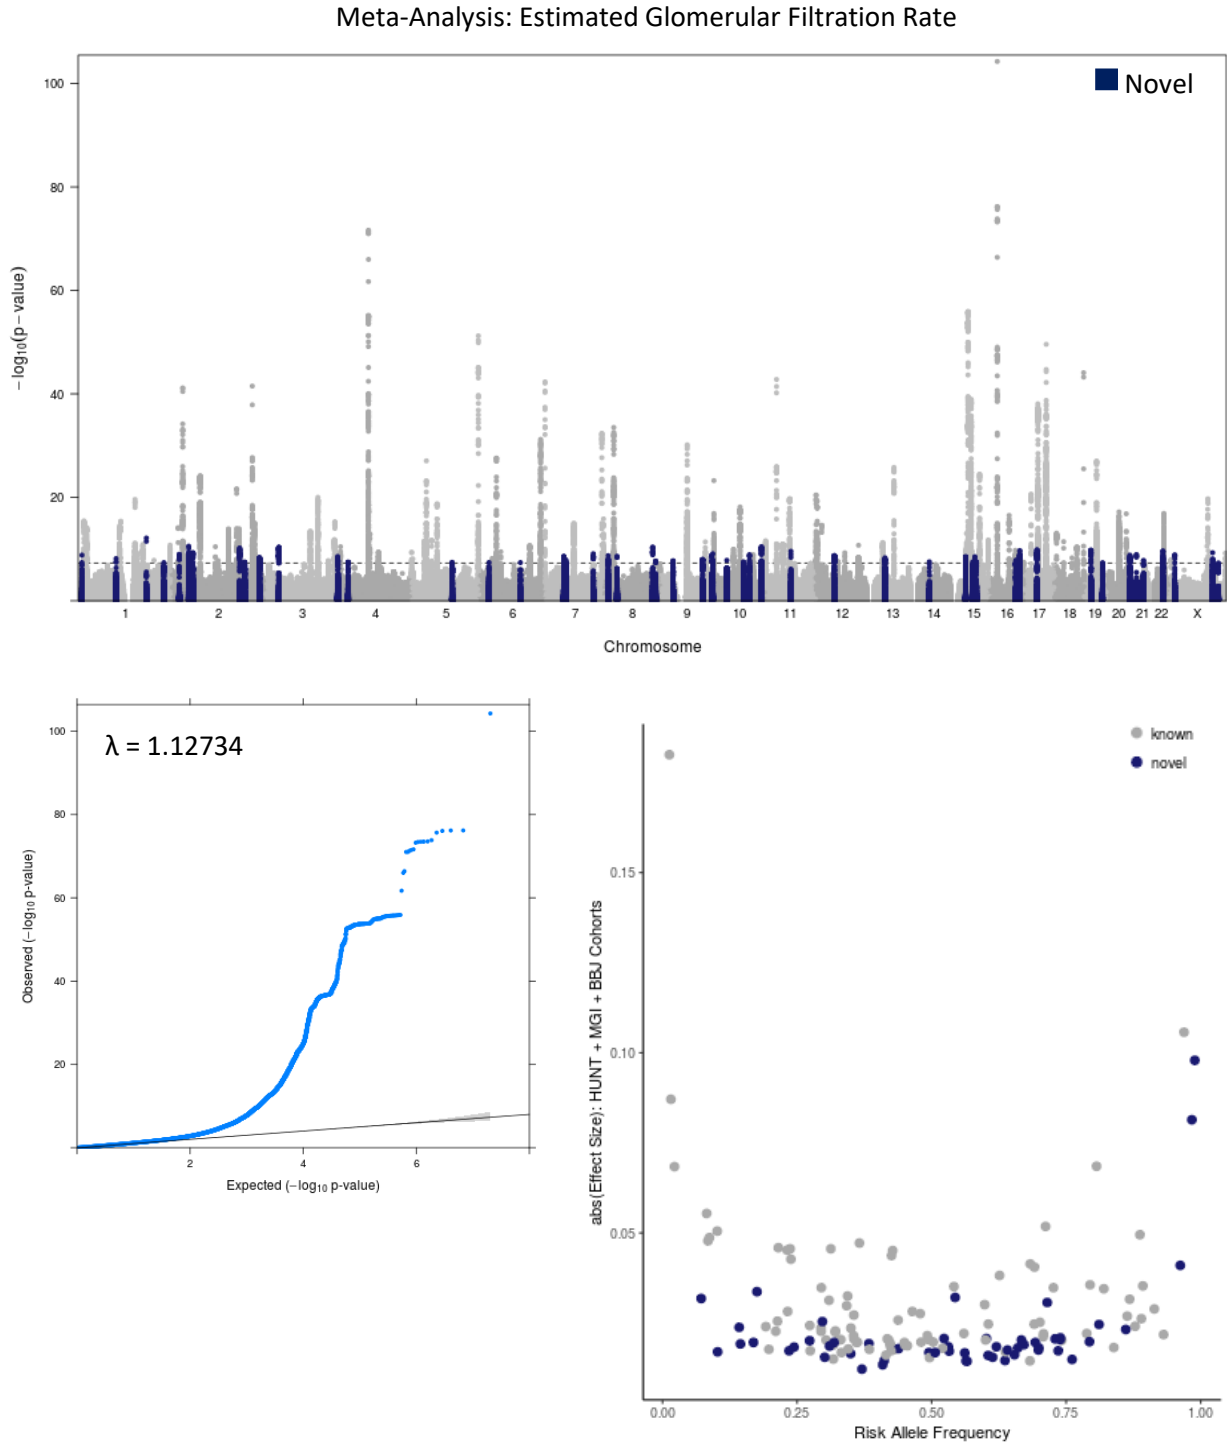 Meta-Analysis: Estimated Glomerular Filtration Rate
Novel
100
80
60
40
20
−log10(p−value)
1 2 3 4 5 6 7 8 9 10 11 12 13 14 15 16 17 18 19 20 21 22 X
Chromosome
λ = 1.12734
100
80
60
40
20
Observed (−log10 p-value)
2 4 6
Expected (−log10 p-value)
known
novel
0.15
0.10
0.05
abs(Effect Size): HUNT + MGI + BBJ Cohorts
0.00 0.25 0.50 0.75 1.00
Risk Allele Frequency